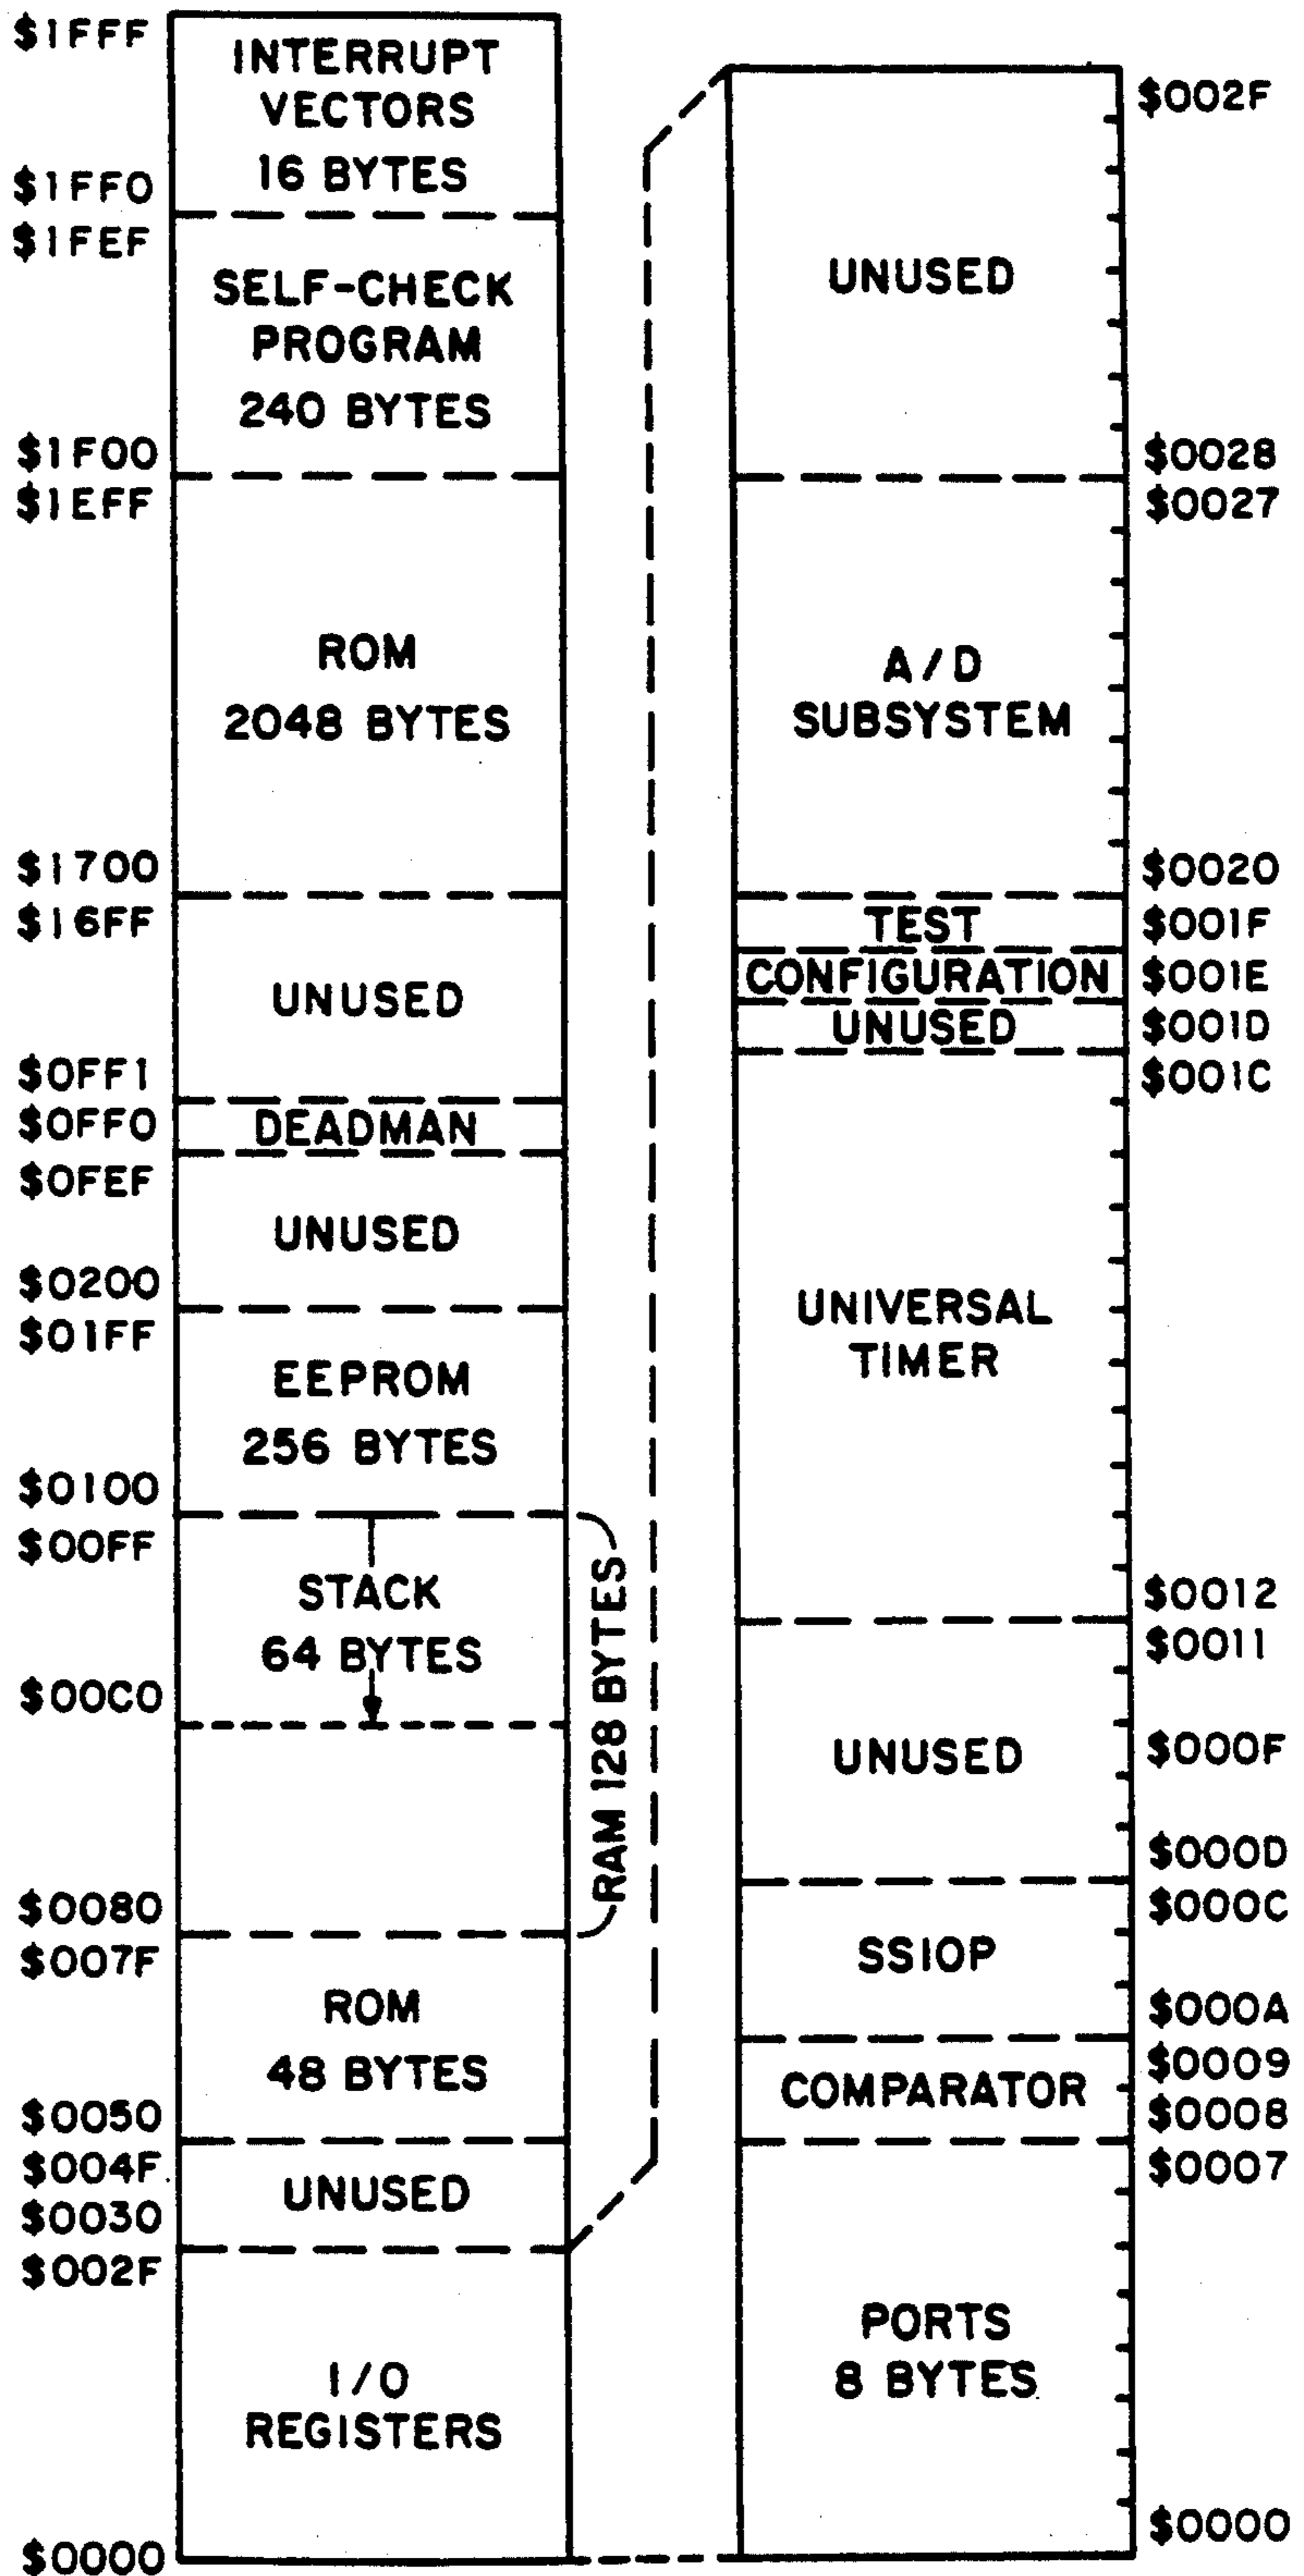 $1FFF
INTERRUPT
VECTORS
16 BYTES
$1FF0
$1FEF
SELF-CHECK
PROGRAM
240 BYTES
$1F00
$1EFF
ROM
2048 BYTES
$1700
$16FF
UNUSED
$0FF1
$0FF0
DEADMAN
$0FEF
UNUSED
$0200
$01FF
EEPROM
256 BYTES
$0100
$00FF
STACK
64 BYTES
$00C0
RAM 128 BYTES
$0080
$007F
ROM
48 BYTES
$0050
$004F
UNUSED
$0030
$002F
I/O
REGISTERS
$0000
$002F
UNUSED
$0028
$0027
A/D
SUBSYSTEM
$0020
TEST
$001F
CONFIGURATION
$001E
UNUSED
$001D
$001C
UNIVERSAL
TIMER
$0012
$0011
UNUSED
$000F
$000D
$000C
SSIOP
$000A
$0009
COMPARATOR
$0008
$0007
PORTS
8 BYTES
$0000